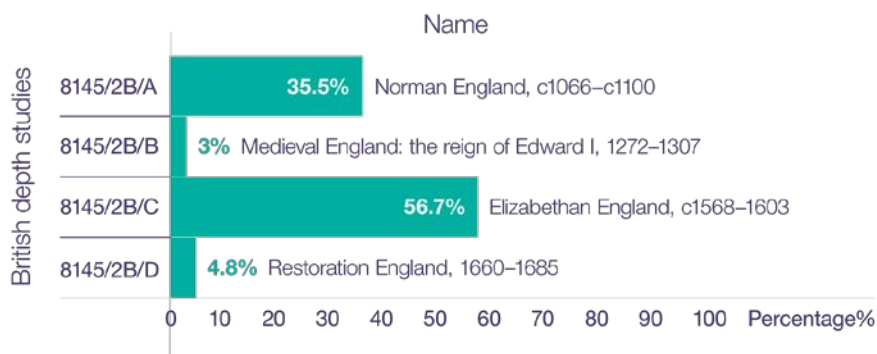 Name
British depth studies
8145/2B/A 35.5% Norman England, c1066–c1100
8145/2B/B 3% Medieval England: the reign of Edward I, 1272–1307
8145/2B/C 56.7% Elizabethan England, c1568–1603
8145/2B/D 4.8% Restoration England, 1660–1685
0 10 20 30 40 50 60 70 80 90 100 Percentage%